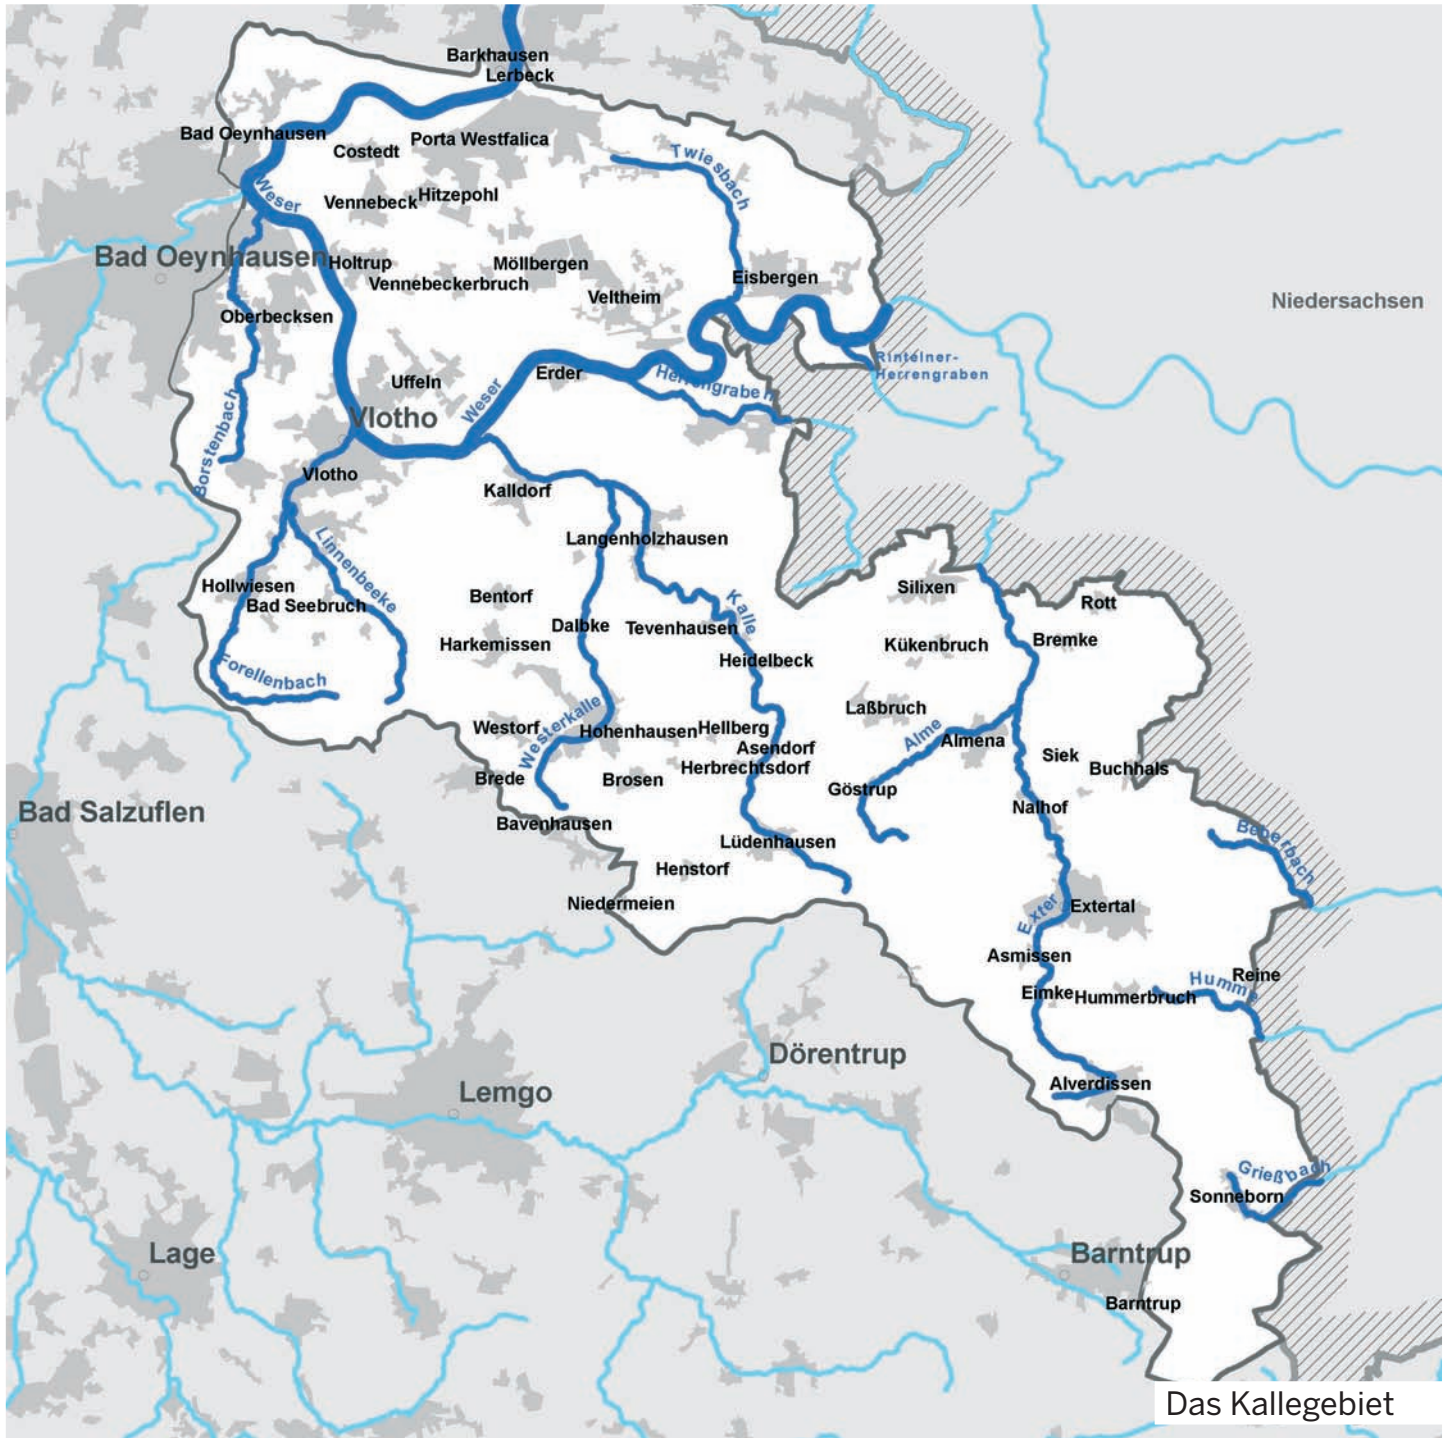 Barkhausen
Lerbeck
Bad Oeynhausen
Costedt
Porta Westfalica
Twiesbach
Weser
Vennebeck
Hitzepohl
Bad Oeynhausen
Holtrup
Möllbergen
Vennebeckerbruch
Eisbergen
Veltheim
Niedersachsen
Oberbecksen
Rintelner-
Herrengraben
Erder
Uffeln
Weser
Herrengraben
Vlotho
Borstenbach
Vlotho
Kalldorf
Langenholzhausen
Linnenbeeke
Hollwiesen
Bad Seebruch
Bentorf
Kalle
Silixen
Rott
Dalbke
Tevenhausen
Harkemissen
Heidelbeck
Kükenbruch
Bremke
Forellenbach
Westerkalle
Laßbruch
Westorf
Hohenhausen
Hellberg
Alme
Almena
Asendorf
Siek
Herbrechtsdorf
Buchhals
Brede
Brosen
Göstrup
Nalhof
Bad Salzuflen
Bavenhausen
Lüdenhausen
Beberbach
Henstorf
Niedermeien
Exter
Extertal
Asmissen
Reine
Eimke
Hummerbruch
Humme
Dörentrup
Alverdissen
Lemgo
Grießbach
Sonneborn
Lage
Barntrup
Barntrup
Das Kallegebiet